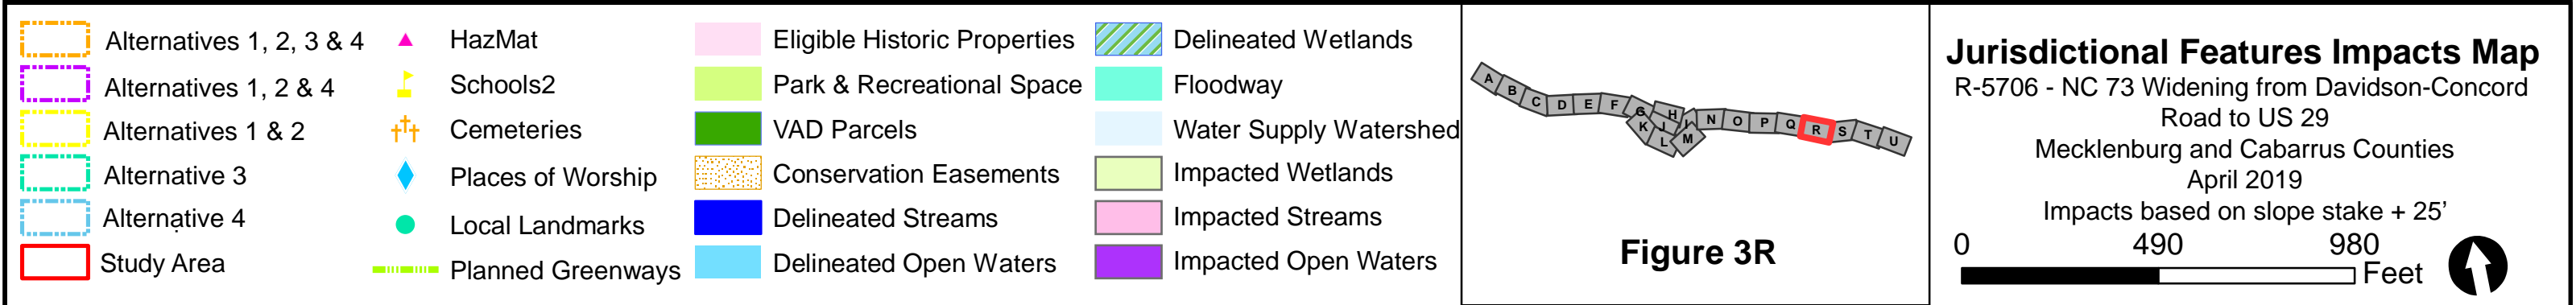 Alternatives 1, 2, 3 & 4
Alternatives 1, 2 & 4
Alternatives 1 & 2
Alternative 3
Alternative 4
Study Area
HazMat
Schools2
Cemeteries
Places of Worship
Local Landmarks
Planned Greenways
Eligible Historic Properties
Park & Recreational Space
VAD Parcels
Conservation Easements
Delineated Streams
Delineated Open Waters
Delineated Wetlands
Floodway
Water Supply Watershed
Impacted Wetlands
Impacted Streams
Impacted Open Waters
A B C D E F G H I N O P Q R S T U
K J L M
Figure 3R
Jurisdictional Features Impacts Map
R-5706 - NC 73 Widening from Davidson-Concord
Road to US 29
Mecklenburg and Cabarrus Counties
April 2019
Impacts based on slope stake + 25’
0 490 980
Feet